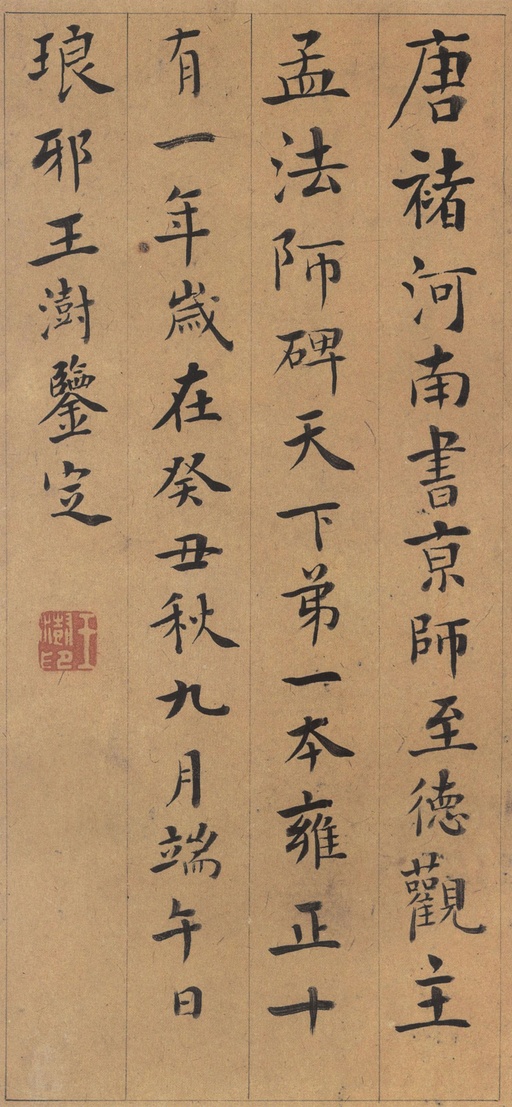 唐褚河南書京師至德觀主
孟法師碑天下弟一本雍正十
有一年歲在癸丑秋九月端午日
琅邪王澍鑒定
王澍印